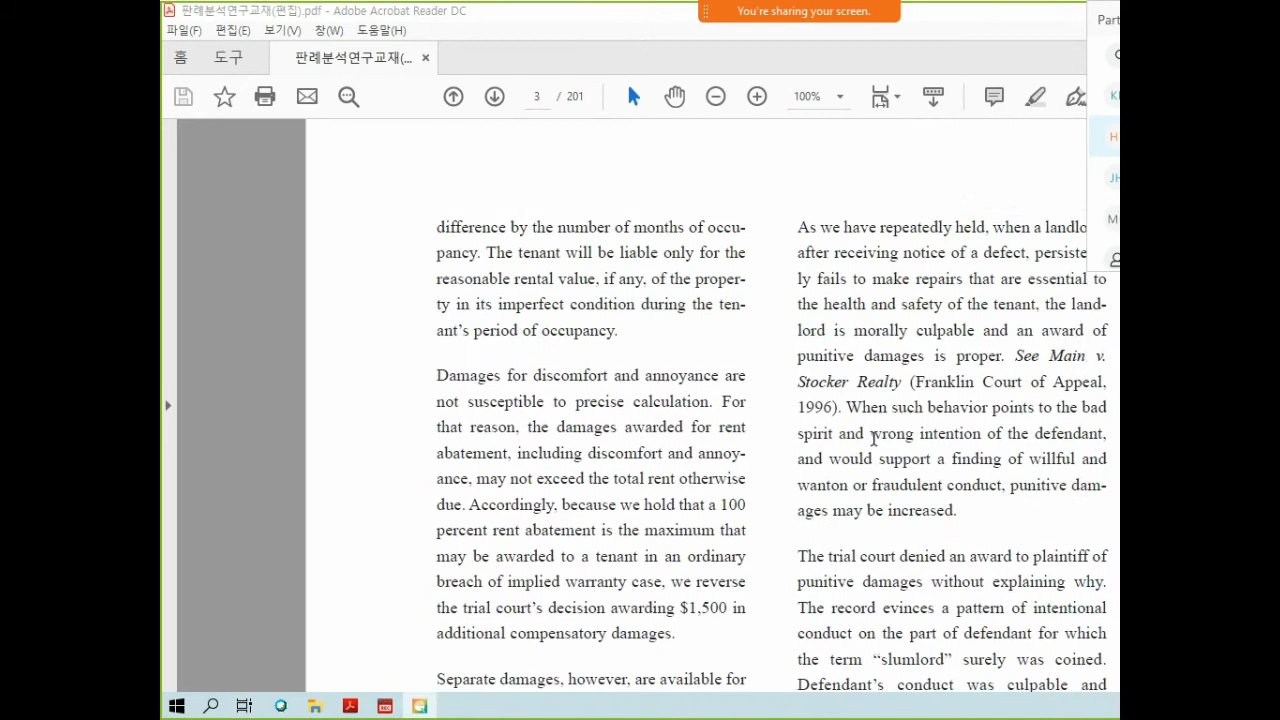 판례분석연구교재(편집).pdf - Adobe Acrobat Reader DC
You're sharing your screen.
Part
파일(F) 편집(E) 보기(V) 창(W) 도움말(H)
홈 도구 판례분석연구교재(... ×
3 / 201 100%
KI
H
JH
M
difference by the number of months of occu-
pancy. The tenant will be liable only for the
reasonable rental value, if any, of the proper-
ty in its imperfect condition during the ten-
ant's period of occupancy.
Damages for discomfort and annoyance are
not susceptible to precise calculation. For
that reason, the damages awarded for rent
abatement, including discomfort and annoy-
ance, may not exceed the total rent otherwise
due. Accordingly, because we hold that a 100
percent rent abatement is the maximum that
may be awarded to a tenant in an ordinary
breach of implied warranty case, we reverse
the trial court's decision awarding $1,500 in
additional compensatory damages.
Separate damages, however, are available for
As we have repeatedly held, when a landlo
after receiving notice of a defect, persiste
ly fails to make repairs that are essential to
the health and safety of the tenant, the land-
lord is morally culpable and an award of
punitive damages is proper. See Main v.
Stocker Realty (Franklin Court of Appeal,
1996). When such behavior points to the bad
spirit and wrong intention of the defendant,
and would support a finding of willful and
wanton or fraudulent conduct, punitive dam-
ages may be increased.
The trial court denied an award to plaintiff of
punitive damages without explaining why.
The record evinces a pattern of intentional
conduct on the part of defendant for which
the term “slumlord” surely was coined.
Defendant's conduct was culpable and